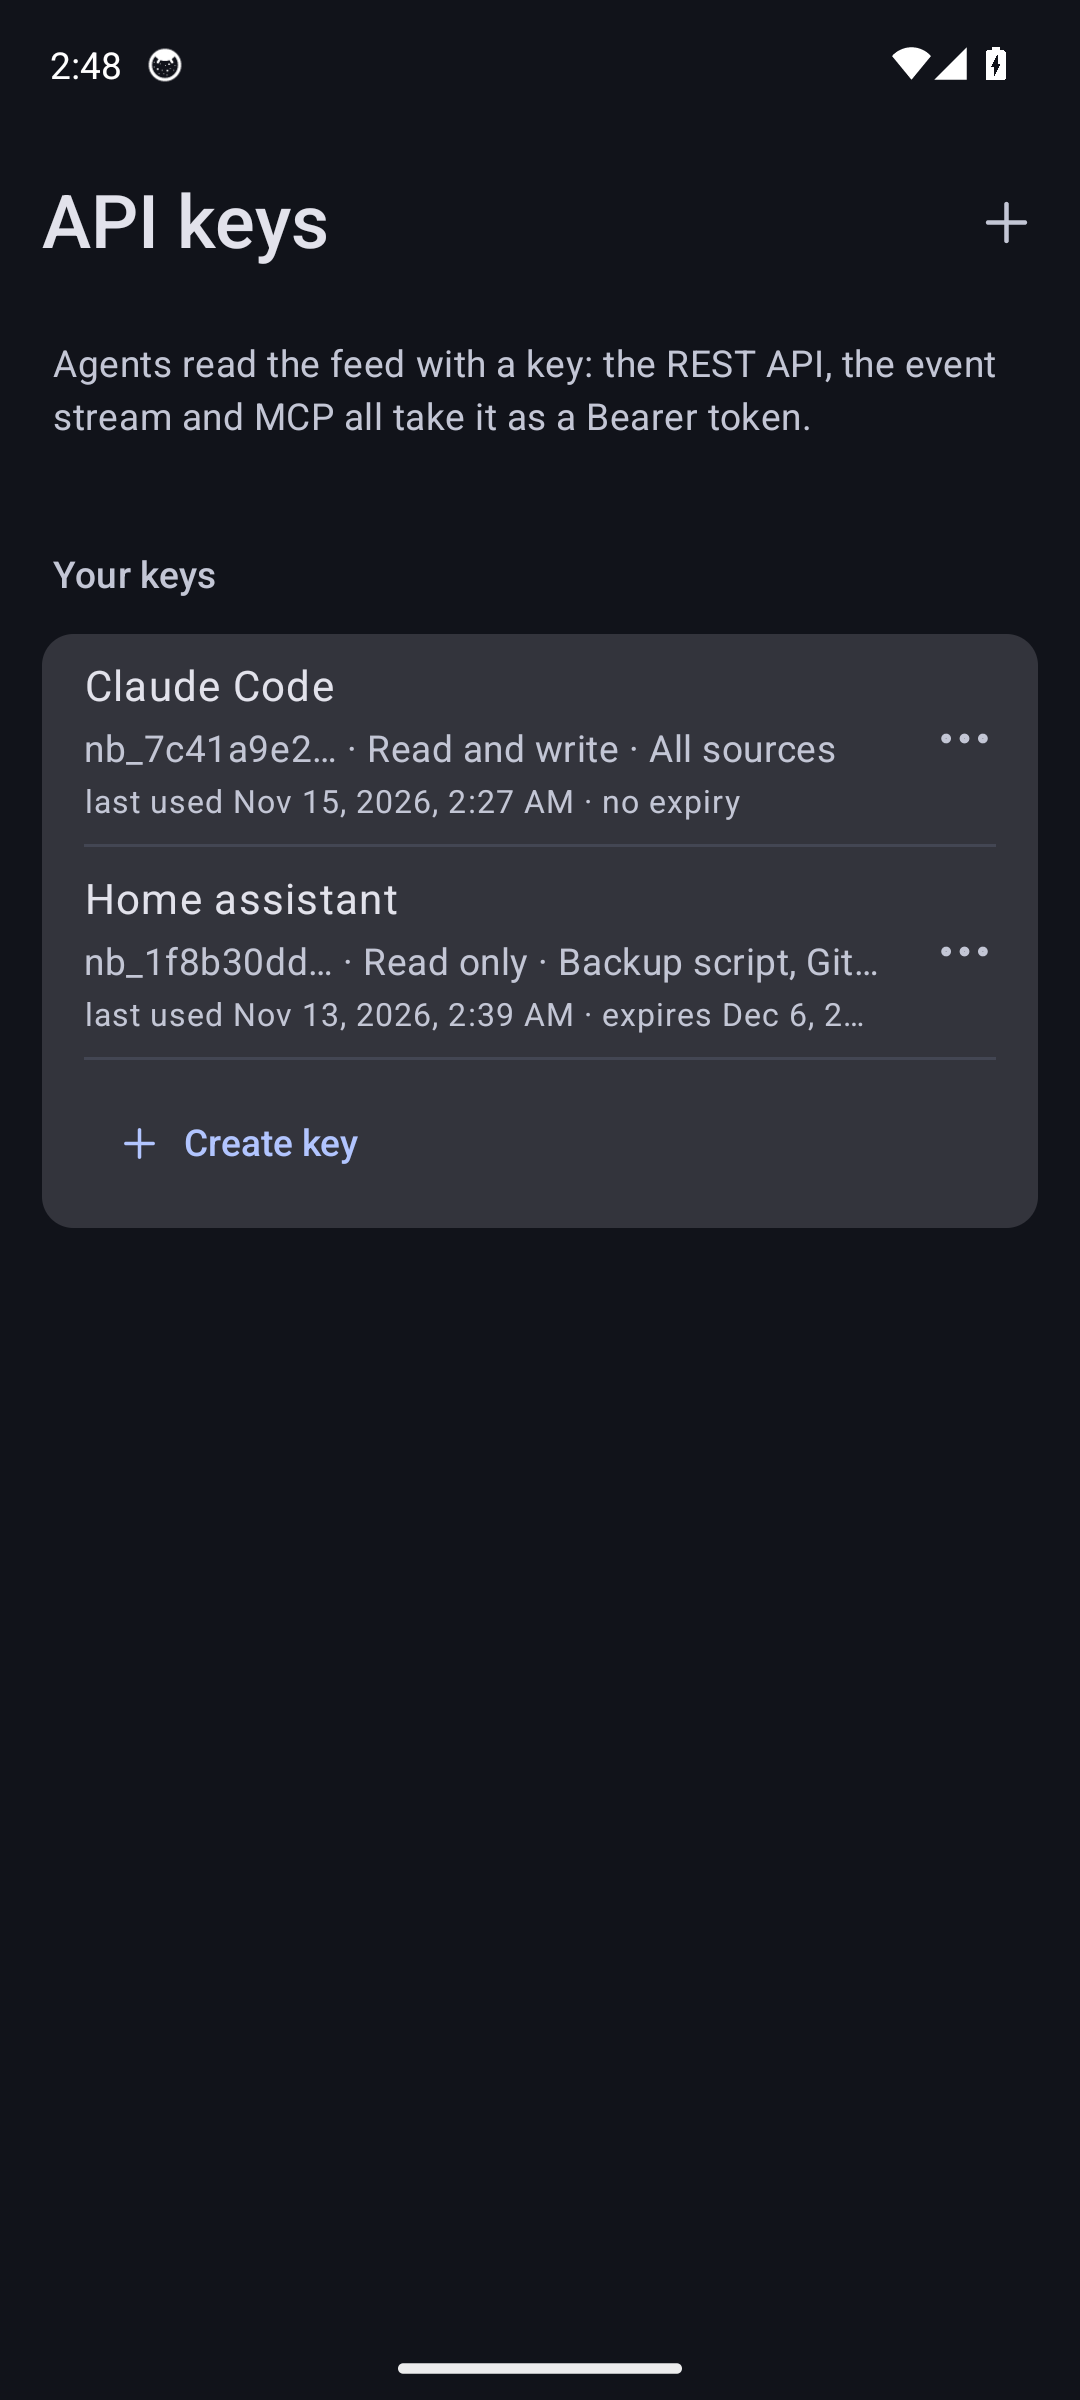 2:48
API keys
Agents read the feed with a key: the REST API, the event
stream and MCP all take it as a Bearer token.
Your keys
Claude Code
nb_7c41a9e2… · Read and write · All sources
last used Nov 15, 2026, 2:27 AM · no expiry
Home assistant
nb_1f8b30dd… · Read only · Backup script, Git…
last used Nov 13, 2026, 2:39 AM · expires Dec 6, 2…
Create key